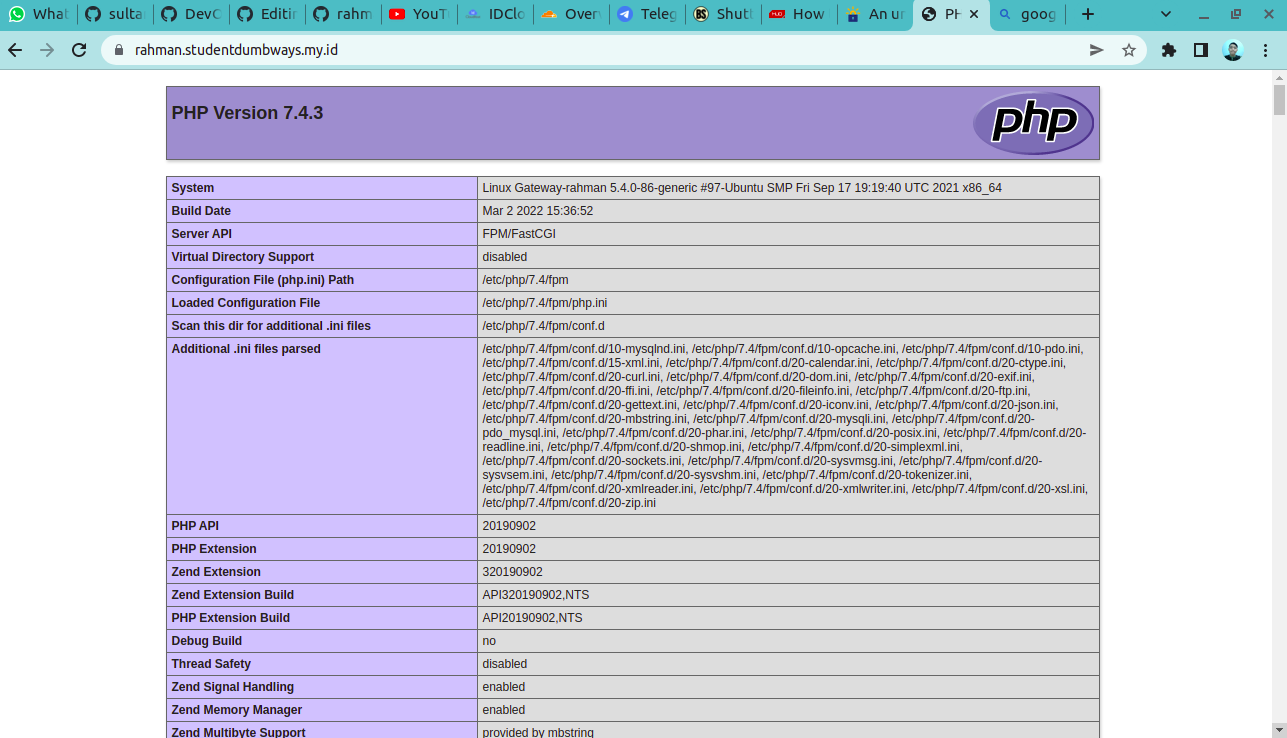 What
sulta
DevC
Editin
rahm
YouT
IDClo
Over
Teleg
BS
Shutt
How
An ur
PH
goog
rahman.studentdumbways.my.id
PHP Version 7.4.3
php
System Linux Gateway-rahman 5.4.0-86-generic #97-Ubuntu SMP Fri Sep 17 19:19:40 UTC 2021 x86_64
Build Date Mar 2 2022 15:36:52
Server API FPM/FastCGI
Virtual Directory Support disabled
Configuration File (php.ini) Path /etc/php/7.4/fpm
Loaded Configuration File /etc/php/7.4/fpm/php.ini
Scan this dir for additional .ini files /etc/php/7.4/fpm/conf.d
Additional .ini files parsed /etc/php/7.4/fpm/conf.d/10-mysqlnd.ini, /etc/php/7.4/fpm/conf.d/10-opcache.ini, /etc/php/7.4/fpm/conf.d/10-pdo.ini,
/etc/php/7.4/fpm/conf.d/15-xml.ini, /etc/php/7.4/fpm/conf.d/20-calendar.ini, /etc/php/7.4/fpm/conf.d/20-ctype.ini,
/etc/php/7.4/fpm/conf.d/20-curl.ini, /etc/php/7.4/fpm/conf.d/20-dom.ini, /etc/php/7.4/fpm/conf.d/20-exif.ini,
/etc/php/7.4/fpm/conf.d/20-ffi.ini, /etc/php/7.4/fpm/conf.d/20-fileinfo.ini, /etc/php/7.4/fpm/conf.d/20-ftp.ini,
/etc/php/7.4/fpm/conf.d/20-gettext.ini, /etc/php/7.4/fpm/conf.d/20-iconv.ini, /etc/php/7.4/fpm/conf.d/20-json.ini,
/etc/php/7.4/fpm/conf.d/20-mbstring.ini, /etc/php/7.4/fpm/conf.d/20-mysqli.ini, /etc/php/7.4/fpm/conf.d/20-
pdo_mysql.ini, /etc/php/7.4/fpm/conf.d/20-phar.ini, /etc/php/7.4/fpm/conf.d/20-posix.ini, /etc/php/7.4/fpm/conf.d/20-
readline.ini, /etc/php/7.4/fpm/conf.d/20-shmop.ini, /etc/php/7.4/fpm/conf.d/20-simplexml.ini,
/etc/php/7.4/fpm/conf.d/20-sockets.ini, /etc/php/7.4/fpm/conf.d/20-sysvmsg.ini, /etc/php/7.4/fpm/conf.d/20-
sysvsem.ini, /etc/php/7.4/fpm/conf.d/20-sysvshm.ini, /etc/php/7.4/fpm/conf.d/20-tokenizer.ini,
/etc/php/7.4/fpm/conf.d/20-xmlreader.ini, /etc/php/7.4/fpm/conf.d/20-xmlwriter.ini, /etc/php/7.4/fpm/conf.d/20-xsl.ini,
/etc/php/7.4/fpm/conf.d/20-zip.ini
PHP API 20190902
PHP Extension 20190902
Zend Extension 320190902
Zend Extension Build API320190902,NTS
PHP Extension Build API20190902,NTS
Debug Build no
Thread Safety disabled
Zend Signal Handling enabled
Zend Memory Manager enabled
Zend Multibyte Support provided by mbstring